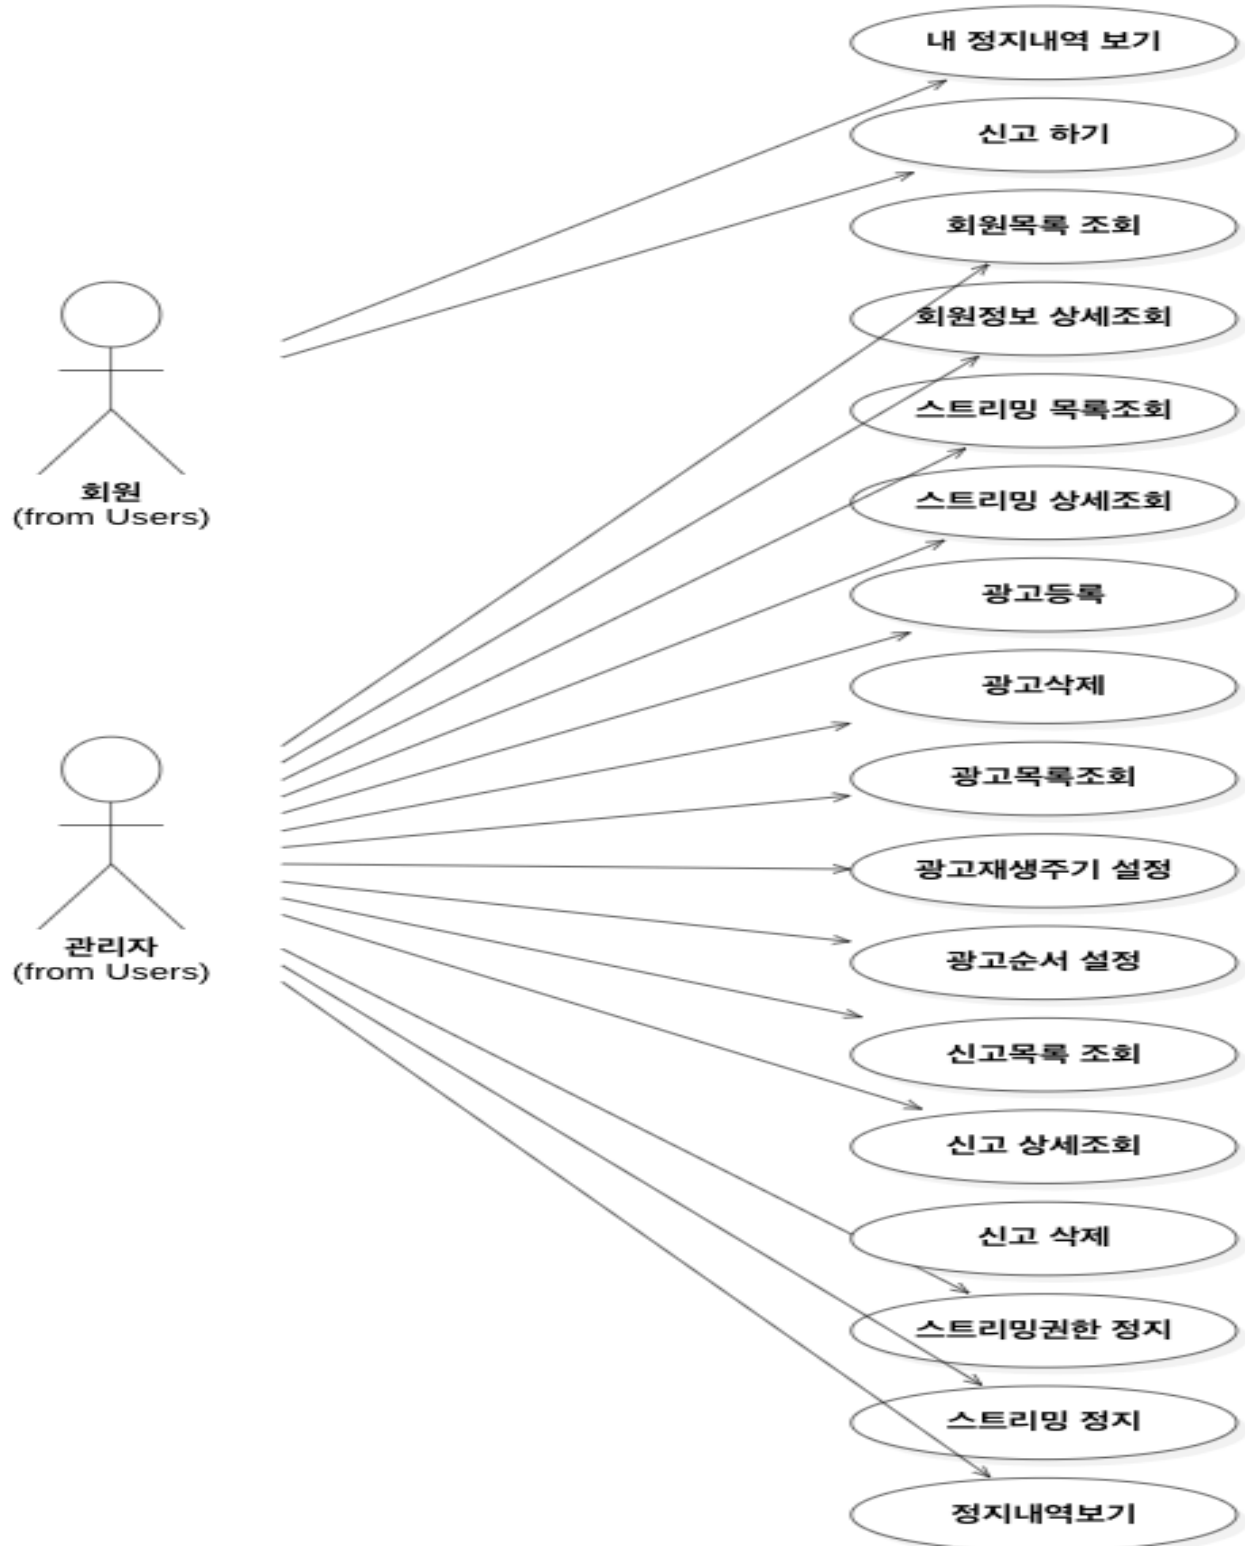 내 정지내역 보기
신고 하기
회원목록 조회
회원정보 상세조회
스트리밍 목록조회
회원
(from Users)
스트리밍 상세조회
광고등록
광고삭제
광고목록조회
광고재생주기 설정
관리자
(from Users)
광고순서 설정
신고목록 조회
신고 상세조회
신고 삭제
스트리밍권한 정지
스트리밍 정지
정지내역보기